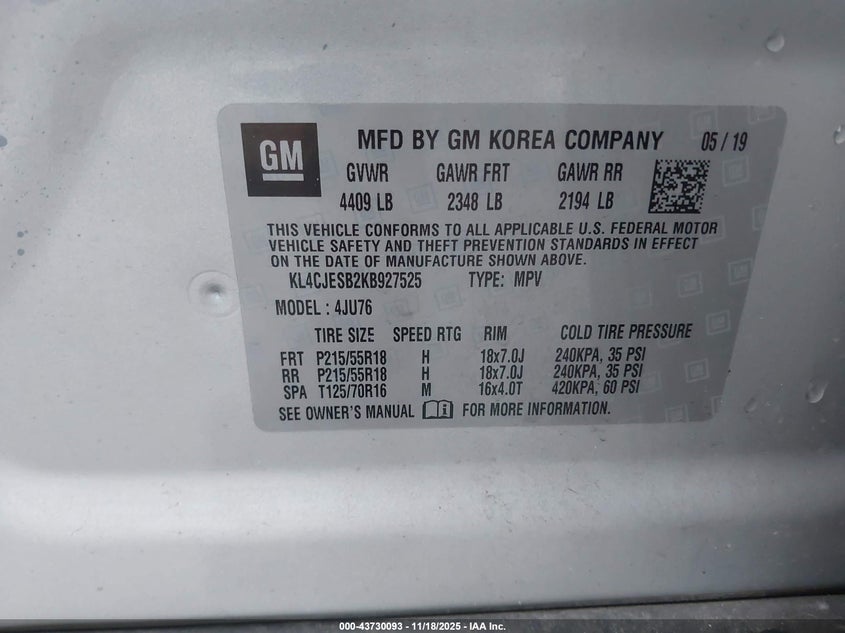 GM
MFD BY GM KOREA COMPANY 05 / 19
GVWR GAWR FRT GAWR RR
4409 LB 2348 LB 2194 LB
THIS VEHICLE CONFORMS TO ALL APPLICABLE U.S. FEDERAL MOTOR
VEHICLE SAFETY AND THEFT PREVENTION STANDARDS IN EFFECT
ON THE DATE OF MANUFACTURE SHOWN ABOVE.
KL4CJESB2KB927525 TYPE: MPV
MODEL : 4JU76
TIRE SIZE SPEED RTG RIM COLD TIRE PRESSURE
FRT P215/55R18 H 18x7.0J 240KPA, 35 PSI
RR P215/55R18 H 18x7.0J 240KPA, 35 PSI
SPA T125/70R16 M 16x4.0T 420KPA, 60 PSI
SEE OWNER'S MANUAL FOR MORE INFORMATION.
000-43730093 - 11/18/2025 - IAA Inc.